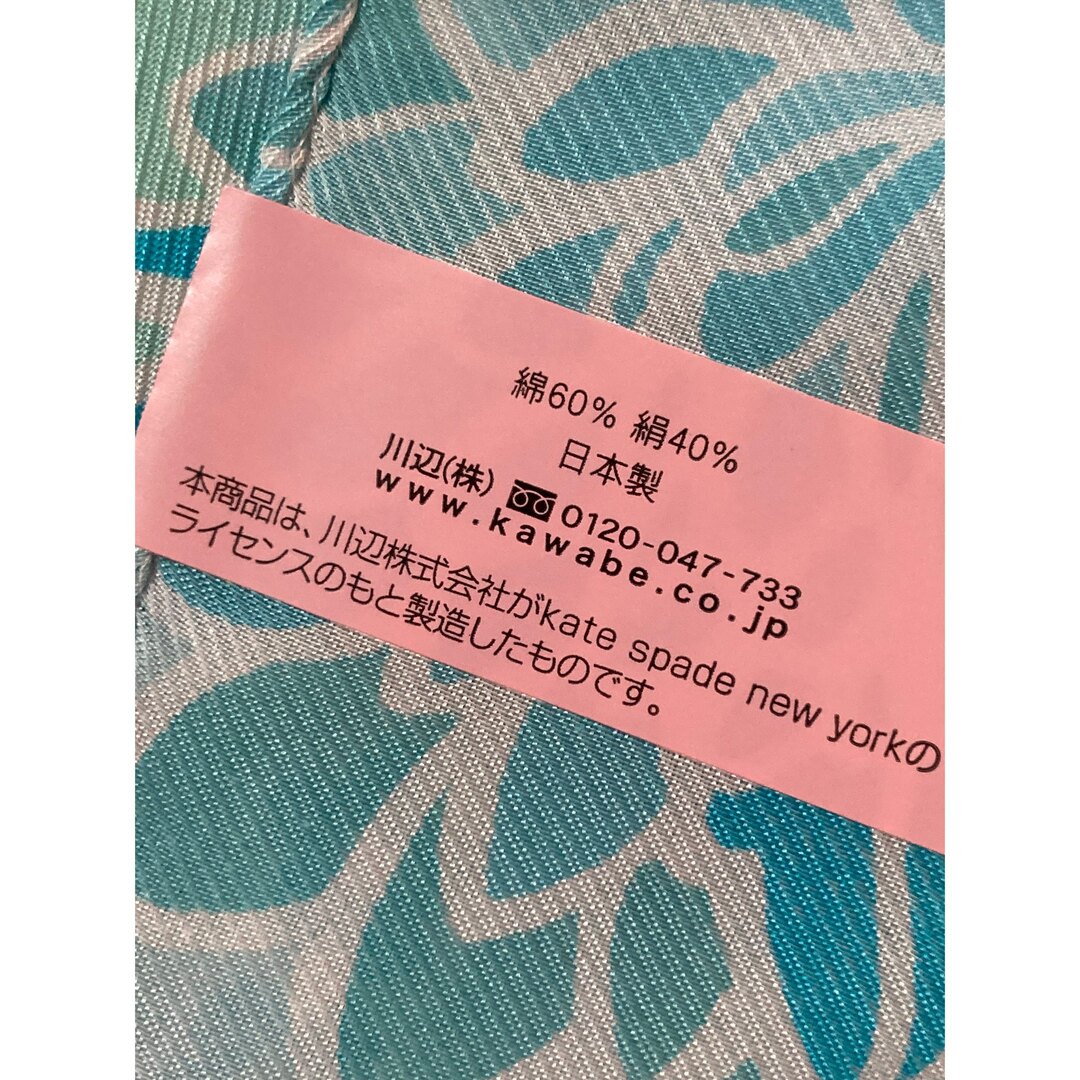 綿60% 絹40%
日本製
川辺(株) 0120-047-733
www.kawabe.co.jp
本商品は、川辺株式会社がkate spade new yorkの
ライセンスのもと製造したものです。